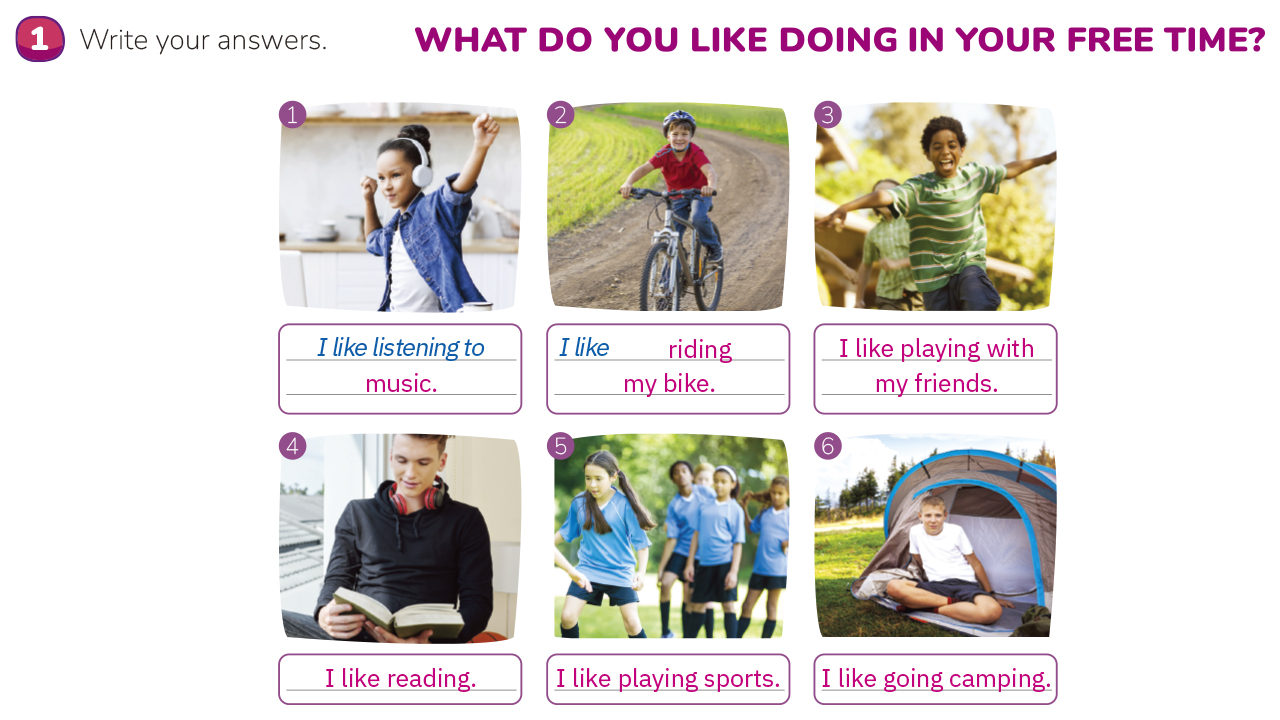 1 Write your answers. WHAT DO YOU LIKE DOING IN YOUR FREE TIME?
1
I like listening to
music.
2
I like riding
my bike.
3
I like playing with
my friends.
4
I like reading.
5
I like playing sports.
6
I like going camping.